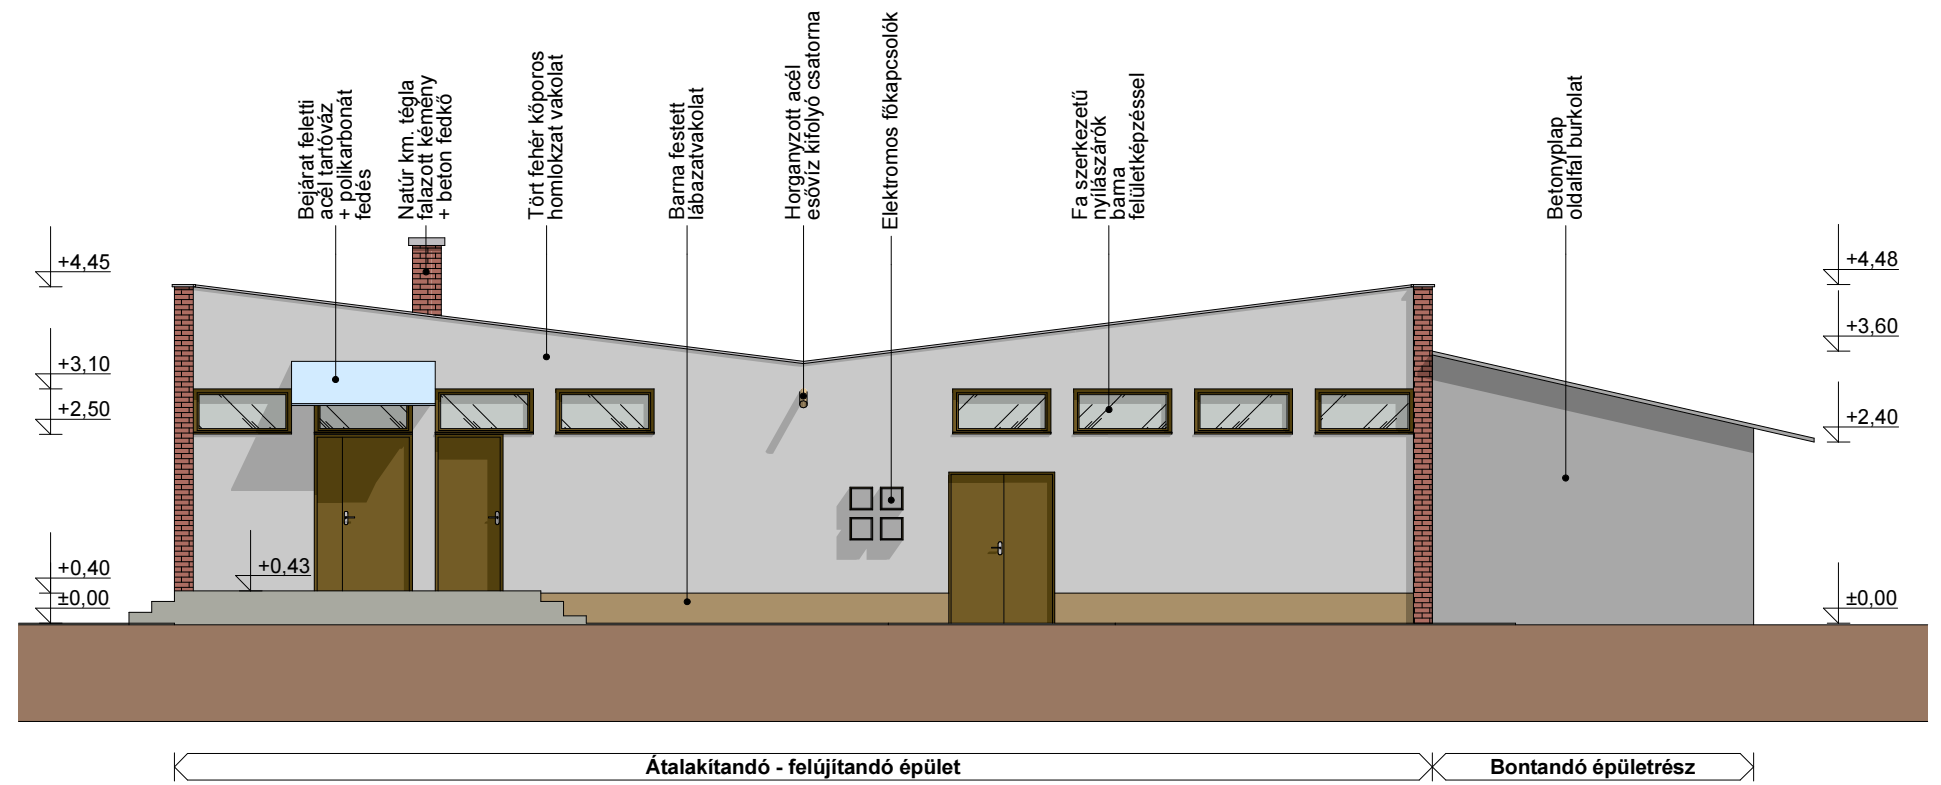 Bejárat feletti
acél tartóváz
+ polikarbonát
fedés
Natúr km. tégla
falazott kémény
+ beton fedkő
Tört fehér kőporos
homlokzat vakolat
Barna festett
lábazatvakolat
Horganyzott acél
esővíz kifolyó csatorna
Elektromos főkapcsolók
Fa szerkezetű
nyílászárók
barna
felületképzéssel
Betonyplap
oldalfal burkolat
+4,45
+3,10
+2,50
+0,40
±0,00
+0,43
+4,48
+3,60
+2,40
±0,00
Átalakítandó - felújítandó épület
Bontandó épületrész